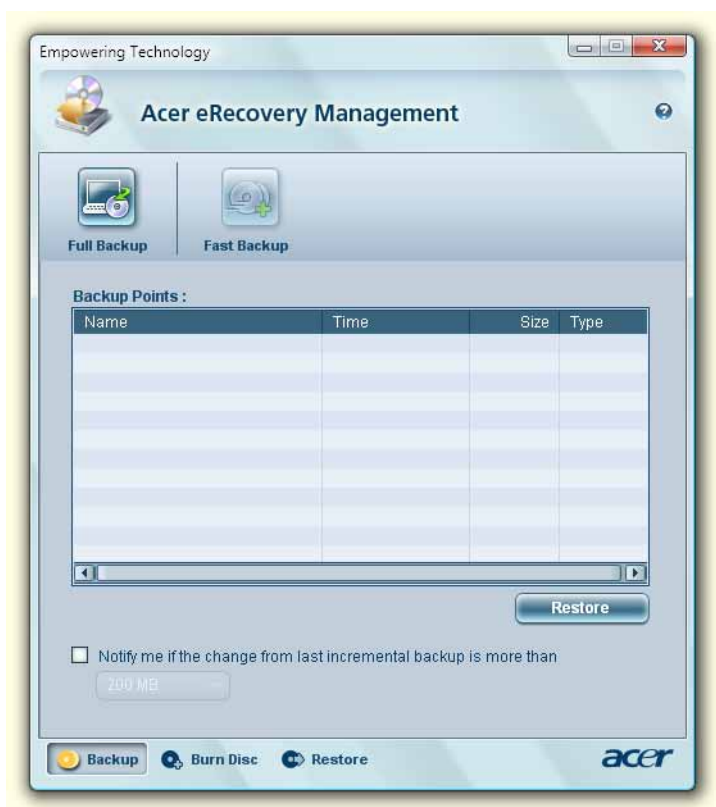 Empowering Technology
Acer eRecovery Management
Full Backup
Fast Backup
Backup Points :
Name Time Size Type
Restore
Notify me if the change from last incremental backup is more than
200 MB
Backup Burn Disc Restore acer